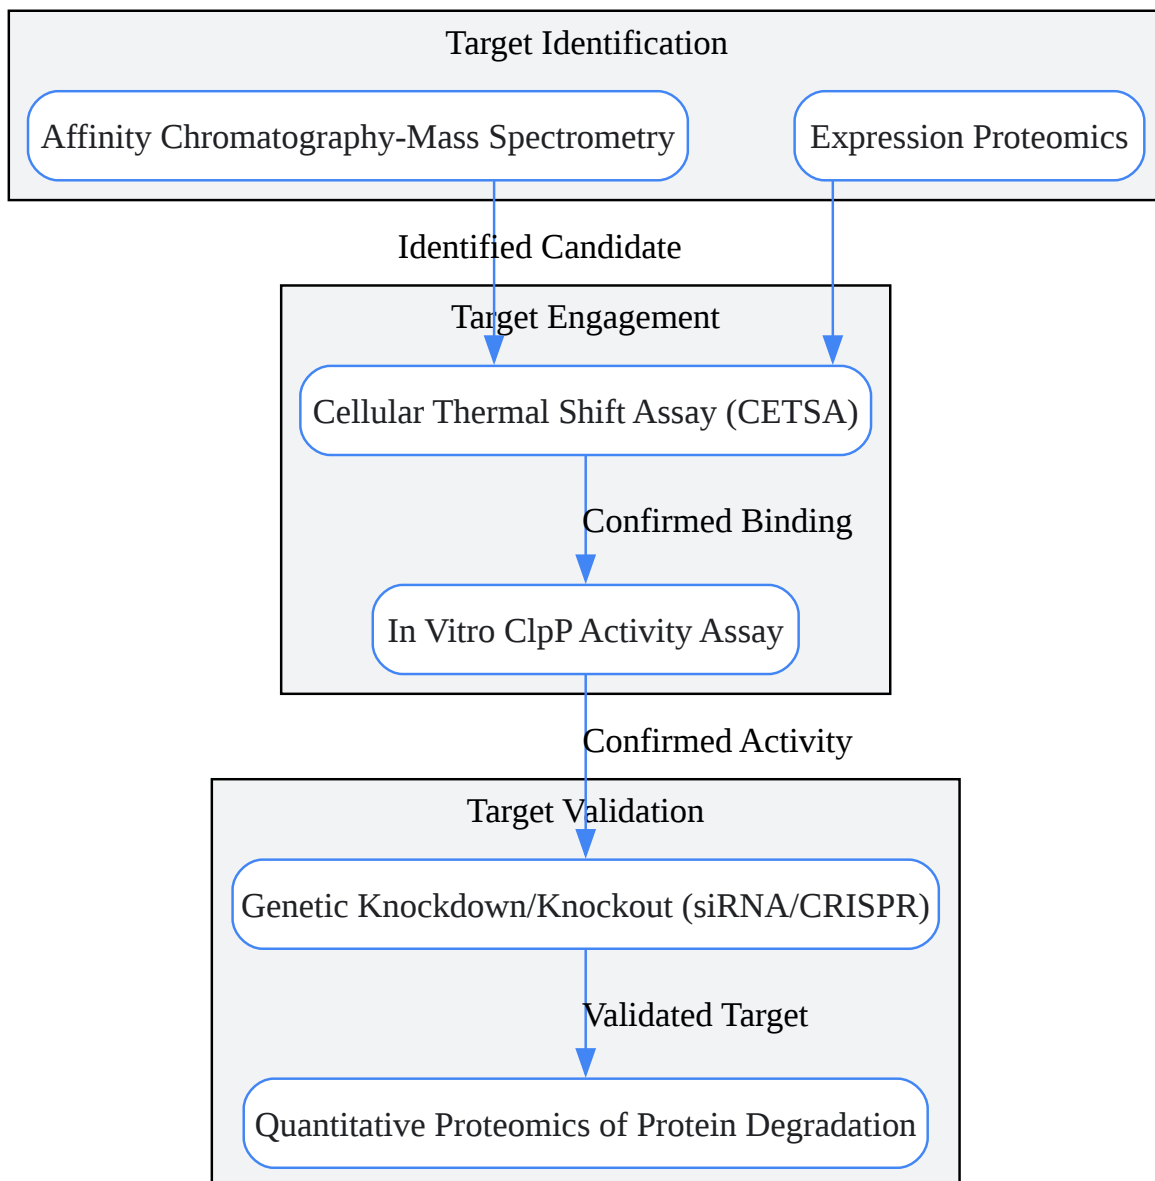 Target Identification
Affinity Chromatography-Mass Spectrometry
Expression Proteomics
Identified Candidate
Target Engagement
Cellular Thermal Shift Assay (CETSA)
Confirmed Binding
In Vitro ClpP Activity Assay
Confirmed Activity
Target Validation
Genetic Knockdown/Knockout (siRNA/CRISPR)
Validated Target
Quantitative Proteomics of Protein Degradation